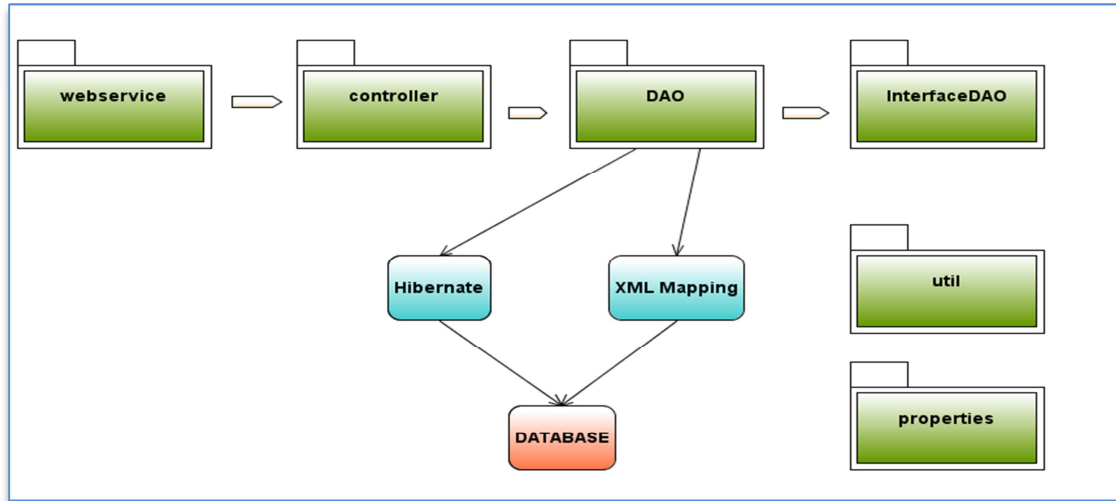 webservice
controller
DAO
InterfaceDAO
Hibernate
XML Mapping
util
properties
DATABASE